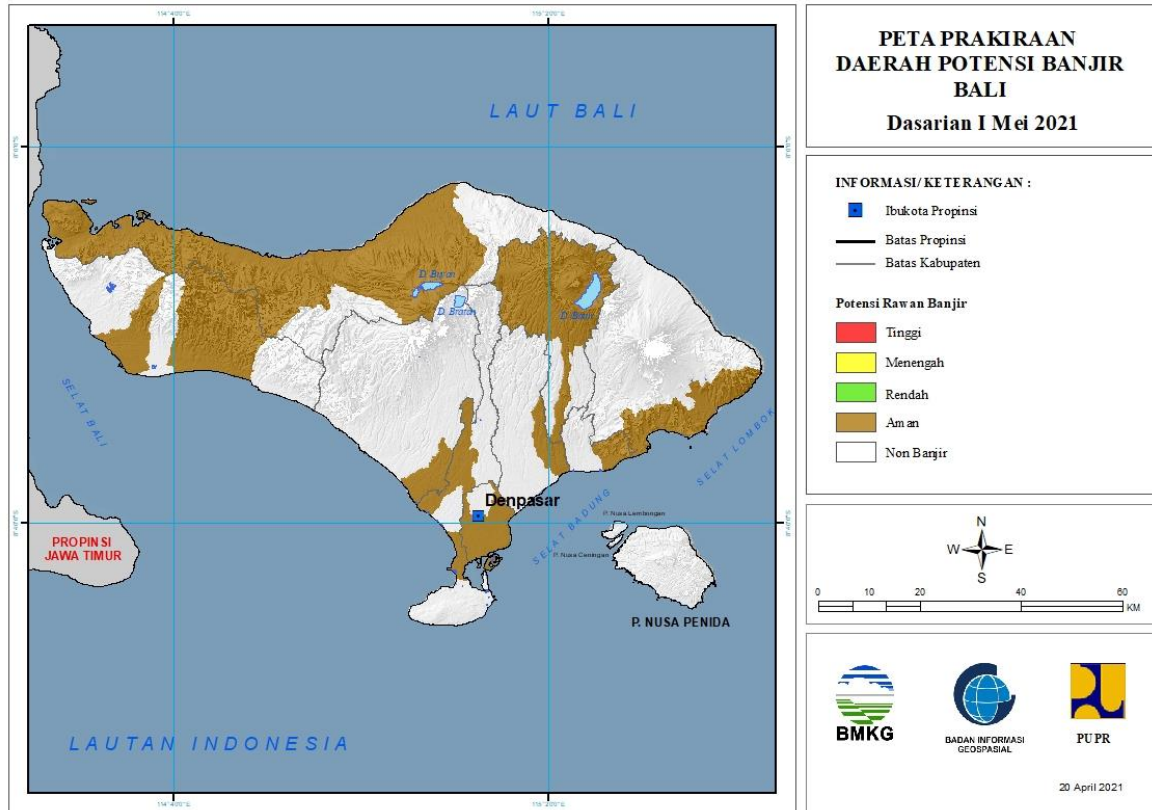 PETA PRAKIRAAN
DAERAH POTENSI BANJIR
BALI
Dasarian I Mei 2021
INFORMASI/ KETERANGAN :
Ibukota Propinsi
Batas Propinsi
Batas Kabupaten
Potensi Rawan Banjir
Tinggi
Menengah
Rendah
Aman
Non Banjir
N
W E
S
0 10 20 40 60
KM
BMKG
BADAN INFORMASI
GEOSPASIAL
PUPR
20 April 2021
LAUT BALI
D. Bratan
D. Bratan
D. Batur
SELAT BALI
SELAT LOMBOK
Denpasar
SELAT BADUNG
P. Nusa Lembongan
P. Nusa Ceningan
PROPINSI
JAWA TIMUR
P. NUSA PENIDA
LAUTAN INDONESIA